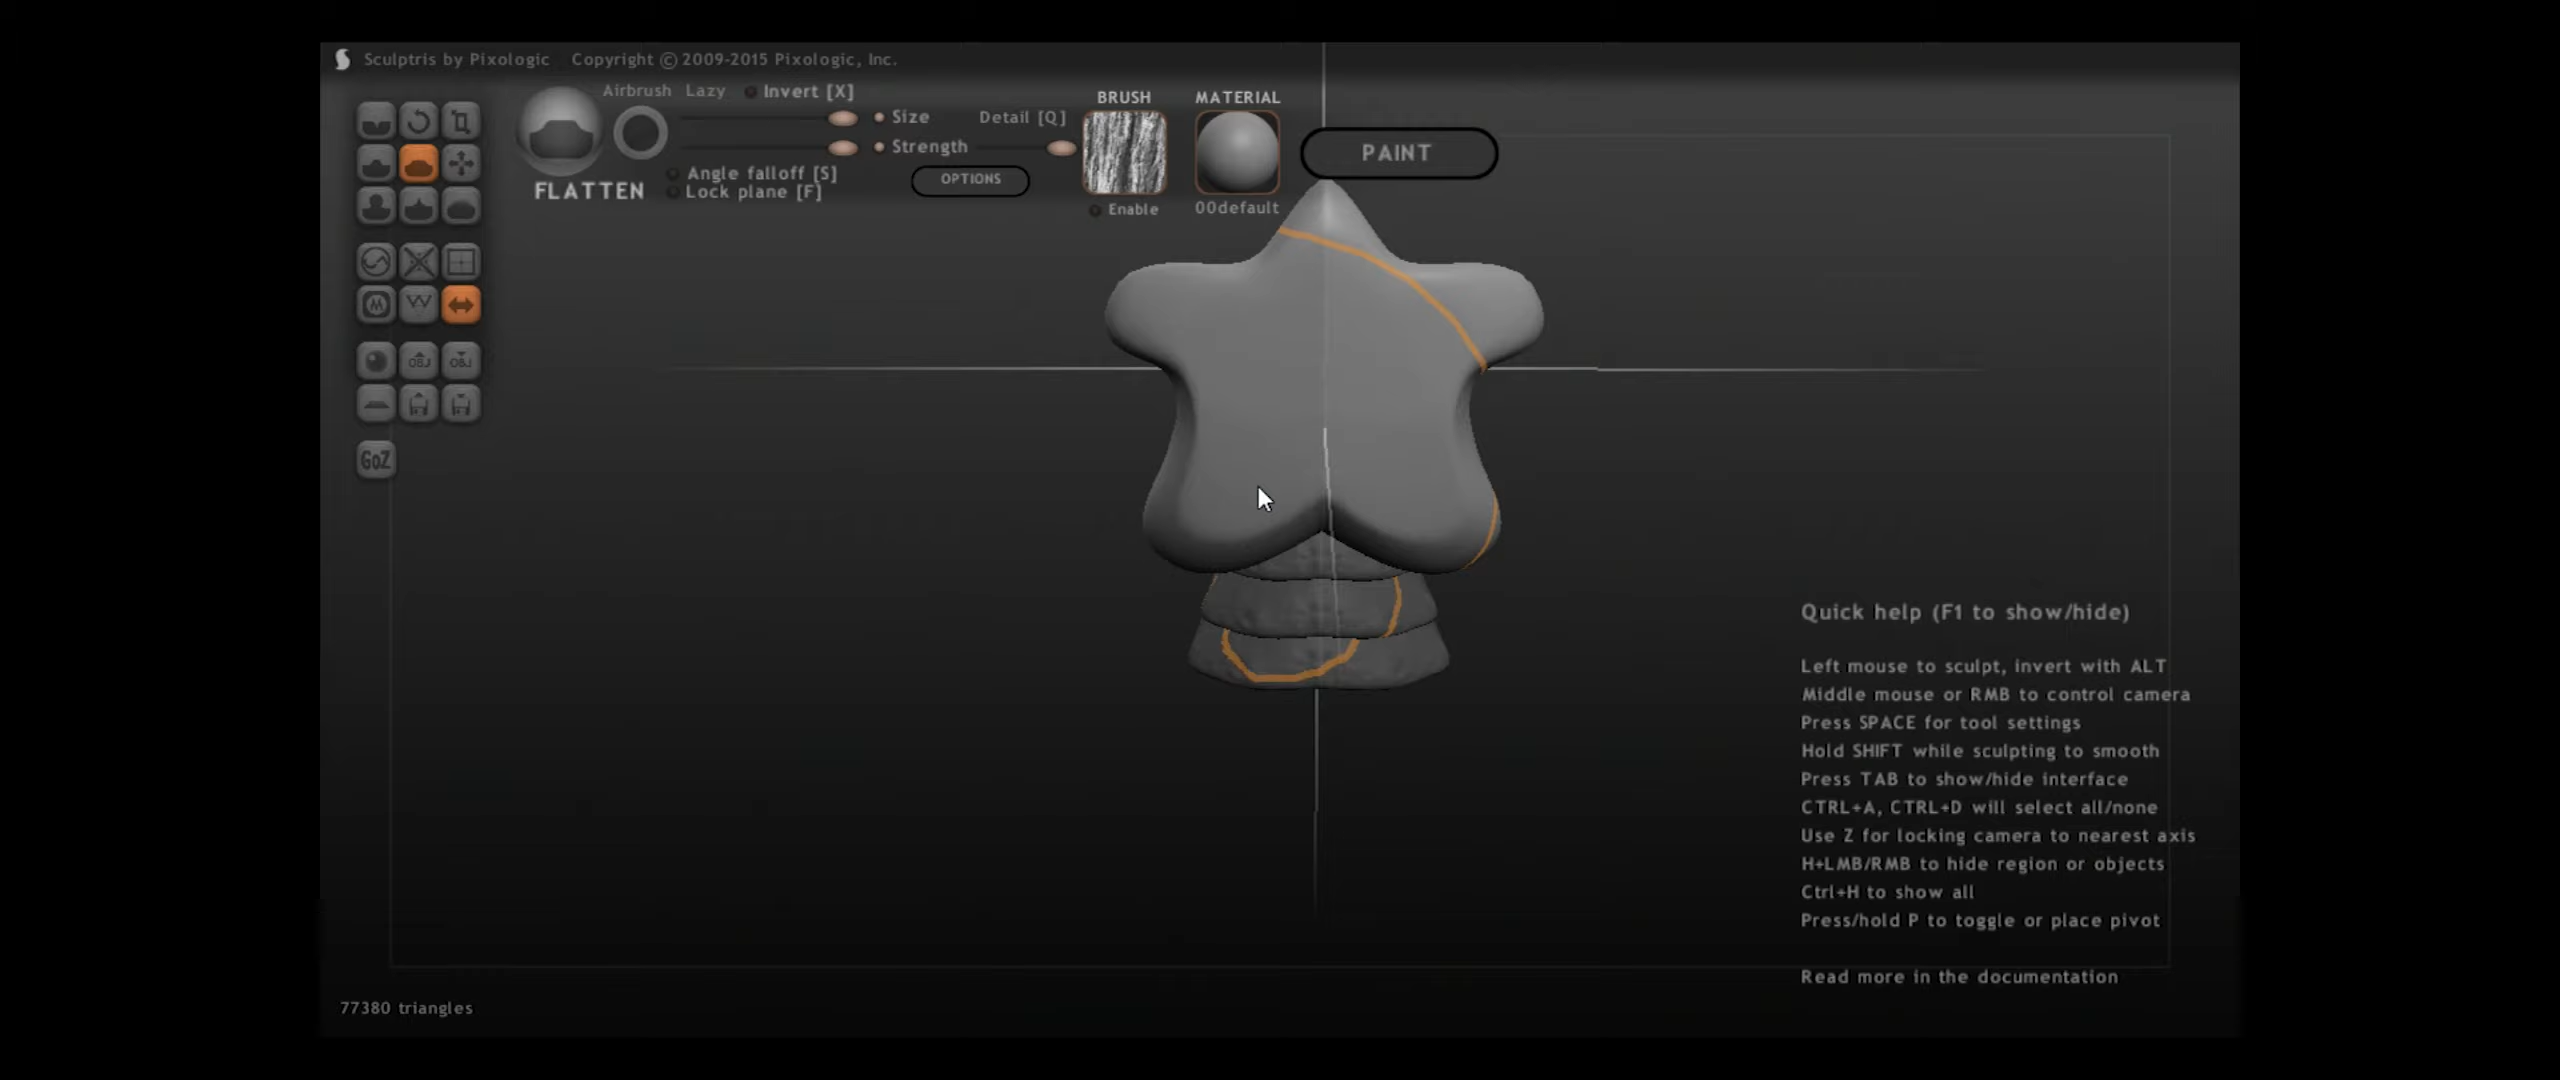 Sculptris by Pixologic Copyright © 2009-2015 Pixologic, Inc.
Airbrush Lazy Invert [X]
Size Detail [Q]
Strength
Angle falloff [S]
Lock plane [F]
OPTIONS
FLATTEN
BRUSH
Enable
MATERIAL
00default
PAINT
OBJ OBJ
GoZ
Quick help (F1 to show/hide)
Left mouse to sculpt, invert with ALT
Middle mouse or RMB to control camera
Press SPACE for tool settings
Hold SHIFT while sculpting to smooth
Press TAB to show/hide interface
CTRL+A, CTRL+D will select all/none
Use Z for locking camera to nearest axis
H+LMB/RMB to hide region or objects
Ctrl+H to show all
Press/hold P to toggle or place pivot
Read more in the documentation
77380 triangles